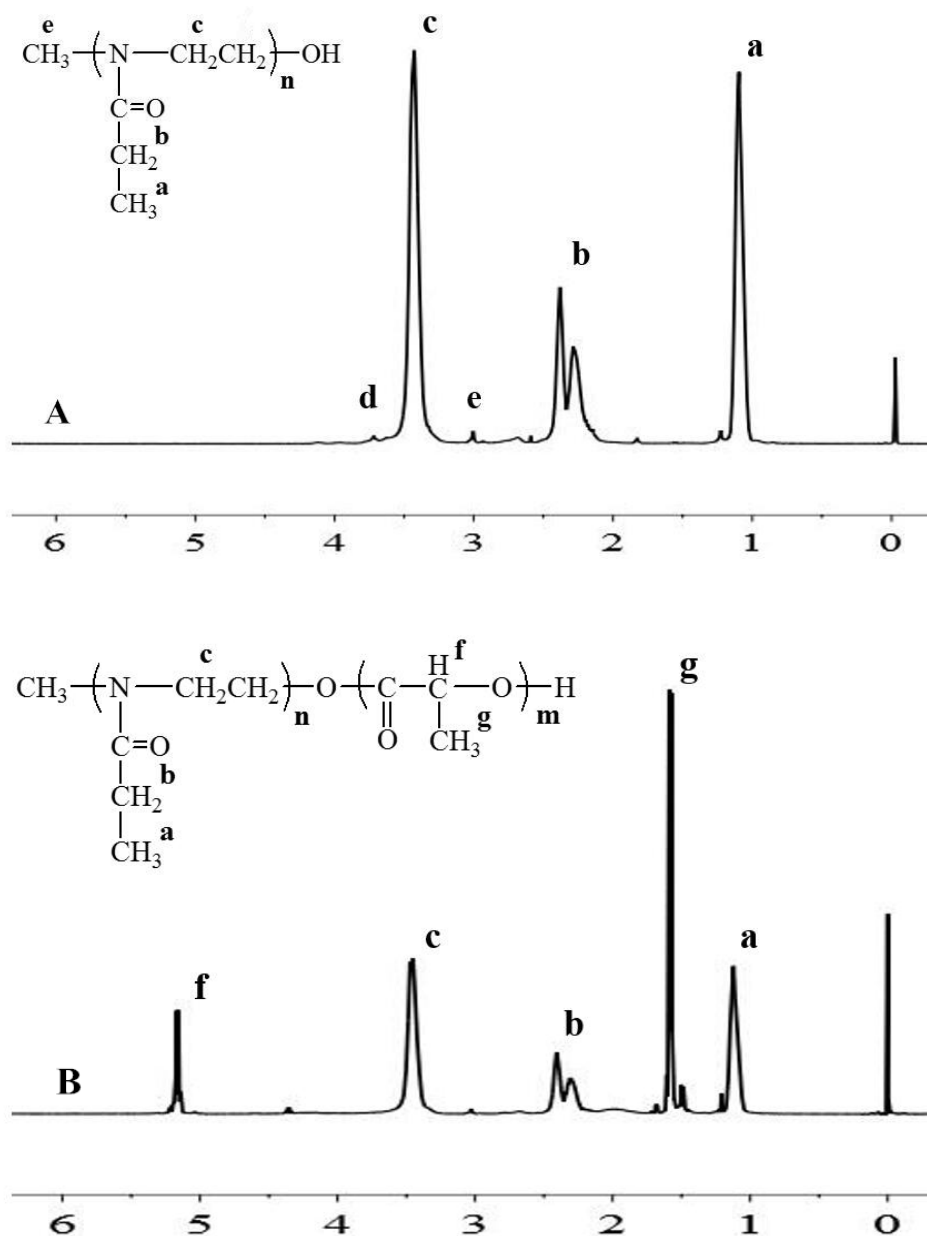 e c
CH₃ N CH₂CH₂ OH
n
C=O
b
CH₂
a
CH₃
c
a
b
d
e
A
6 5 4 3 2 1 0
c
CH₃ N CH₂CH₂ O C H f O H
n
g
m
O
CH₃
C=O
b
CH₂
a
CH₃
g
c
a
f
b
B
6 5 4 3 2 1 0